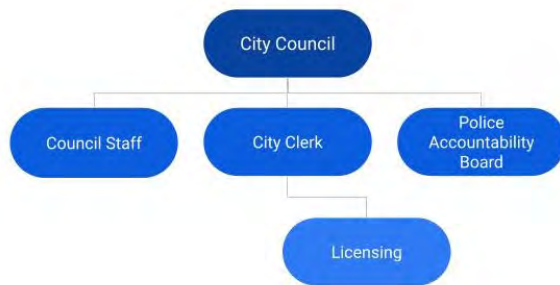 City Council
Council Staff
City Clerk
Police
Accountability
Board
Licensing